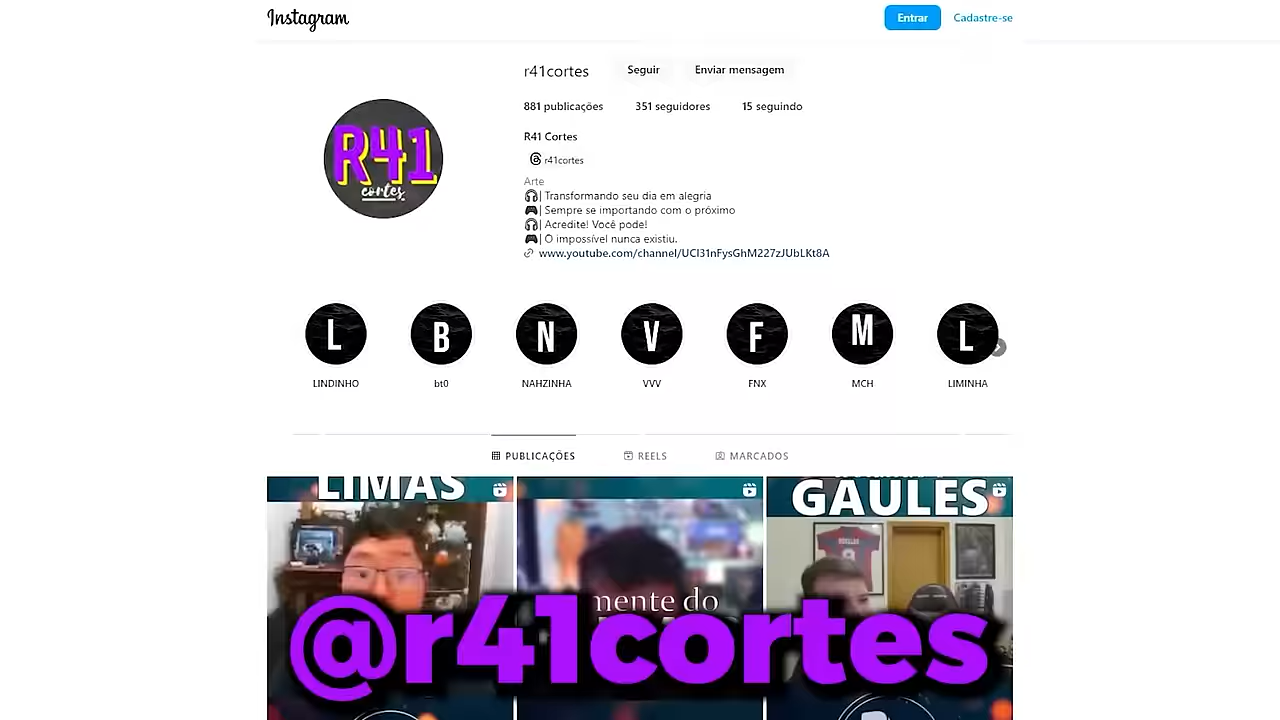 Instagram
Entrar
Cadastre-se
r41cortes
Seguir
Enviar mensagem
881 publicações
351 seguidores
15 seguindo
R41 Cortes
r41cortes
Arte
| Transformando seu dia em alegria
| Sempre se importando com o próximo
| Acredite! Você pode!
| O impossível nunca existiu.
www.youtube.com/channel/UCl31nFysGhM227zJUbLKt8A
R41
cortes
L
B
N
V
F
M
L
LINDINHO
bt0
NAHZINHA
VVV
FNX
MCH
LIMINHA
PUBLICAÇÕES
REELS
MARCADOS
LIMAS
GAULES
mente do
@r41cortes